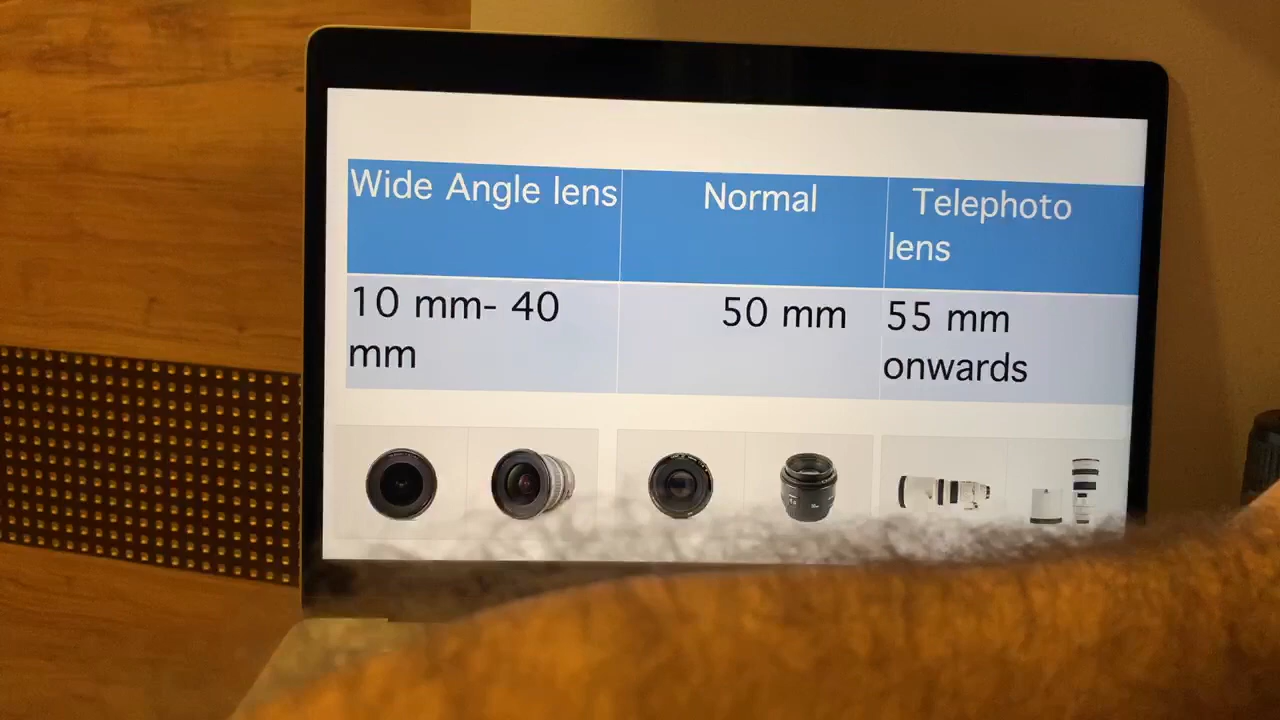 Wide Angle lens
Normal
Telephoto
lens
10 mm- 40
mm
50 mm
55 mm
onwards